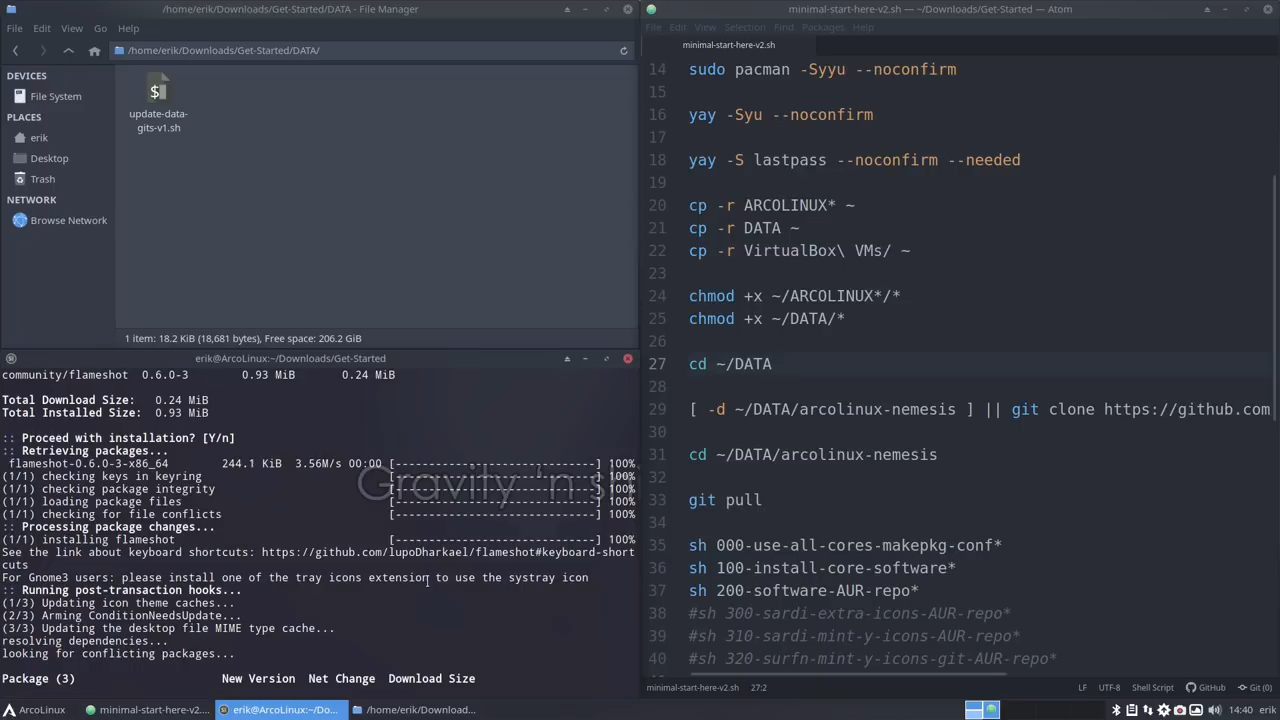 /home/erik/Downloads/Get-Started/DATA - File Manager
File Edit View Go Help
/home/erik/Downloads/Get-Started/DATA/
DEVICES
File System
PLACES
erik
Desktop
Trash
NETWORK
Browse Network
$
update-data-
gits-v1.sh
1 item: 18.2 KiB (18,681 bytes), Free space: 206.2 GiB
erik@ArcoLinux:~/Downloads/Get-Started
community/flameshot 0.6.0-3 0.93 MiB 0.24 MiB
Total Download Size: 0.24 MiB
Total Installed Size: 0.93 MiB
:: Proceed with installation? [Y/n]
:: Retrieving packages...
flameshot-0.6.0-3-x86_64 244.1 KiB 3.56M/s 00:00 [----------------------------] 100%
(1/1) checking keys in keyring [----------------------------] 100%
(1/1) checking package integrity [----------------------------] 100%
(1/1) loading package files [----------------------------] 100%
(1/1) checking for file conflicts [----------------------------] 100%
:: Processing package changes...
(1/1) installing flameshot [----------------------------] 100%
See the link about keyboard shortcuts: https://github.com/lupoDharkael/flameshot#keyboard-short
cuts
For Gnome3 users: please install one of the tray icons extension to use the systray icon
:: Running post-transaction hooks...
(1/3) Updating icon theme caches...
(2/3) Arming ConditionNeedsUpdate...
(3/3) Updating the desktop file MIME type cache...
resolving dependencies...
looking for conflicting packages...
Package (3) New Version Net Change Download Size
Gravity 'n
minimal-start-here-v2.sh — ~/Downloads/Get-Started — Atom
File Edit View Selection Find Packages Help
minimal-start-here-v2.sh
14 sudo pacman -Syyu --noconfirm
15
16 yay -Syu --noconfirm
17
18 yay -S lastpass --noconfirm --needed
19
20 cp -r ARCOLINUX* ~
21 cp -r DATA ~
22 cp -r VirtualBox\ VMs/ ~
23
24 chmod +x ~/ARCOLINUX*/*
25 chmod +x ~/DATA/*
26
27 cd ~/DATA
28
29 [ -d ~/DATA/arcolinux-nemesis ] || git clone https://github.com
30
31 cd ~/DATA/arcolinux-nemesis
32
33 git pull
34
35 sh 000-use-all-cores-makepkg-conf*
36 sh 100-install-core-software*
37 sh 200-software-AUR-repo*
38 #sh 300-sardi-extra-icons-AUR-repo*
39 #sh 310-sardi-mint-y-icons-AUR-repo*
40 #sh 320-surfn-mint-y-icons-git-AUR-repo*
minimal-start-here-v2.sh 27:2 LF UTF-8 Shell Script GitHub Git (0)
ArcoLinux minimal-start-here-v2.sh... erik@ArcoLinux:~/Do... /home/erik/Download... 14:40 erik